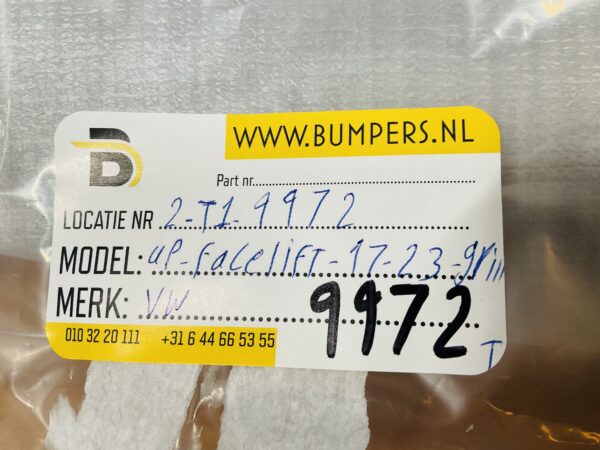 B
WWW.BUMPERS.NL
Part nr
LOCATIE NR 2-T1-9972
MODEL: uP-facelift-17-23-grill
MERK: VW
9972
010 32 20 111 +31 6 44 66 53 55
T